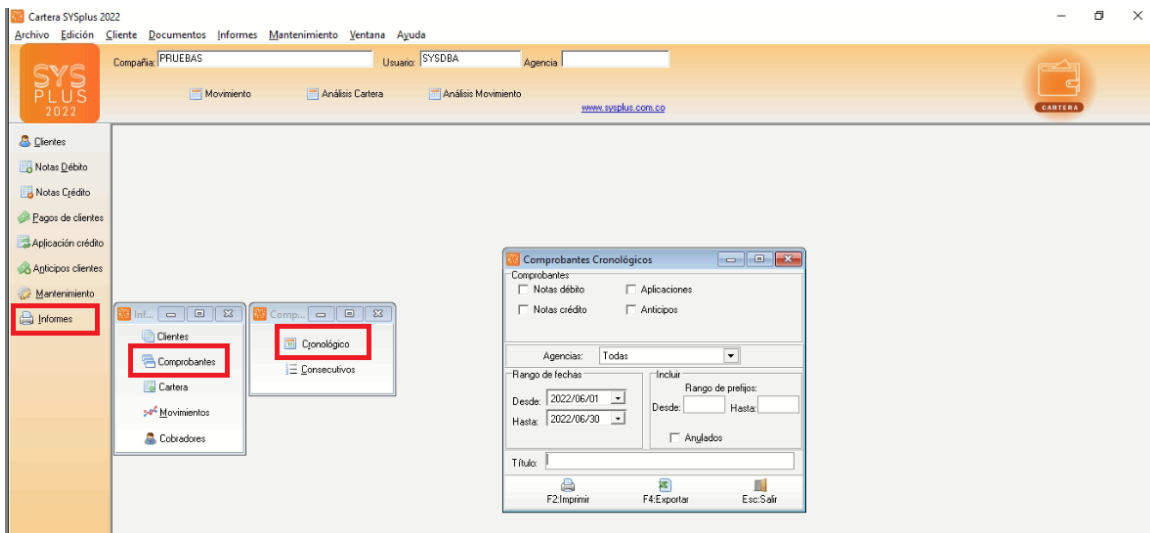 Cartera SYSplus 2022
Archivo Edición Cliente Documentos Informes Mantenimiento Ventana Ayuda
SYS
PLUS
2022
Compañia: PRUEBAS Usuario: SYSDBA Agencia
Movimiento Análisis Cartera Análisis Movimiento
www.sysplus.com.co
CARTERA
Clientes
Notas Débito
Notas Crédito
Pagos de clientes
Aplicación crédito
Anticipos clientes
Mantenimiento
Informes
Inf...
Clientes
Comprobantes
Cartera
Movimientos
Cobradores
Comp...
Cronológico
Consecutivos
Comprobantes Cronológicos
Comprobantes
Notas débito Aplicaciones
Notas crédito Anticipos
Agencias: Todas
Rango de fechas
Desde: 2022/06/01
Hasta: 2022/06/30
Incluir
Rango de prefijos:
Desde: Hasta:
Anulados
Título:
F2:Imprimir F4:Exportar Esc:Salir